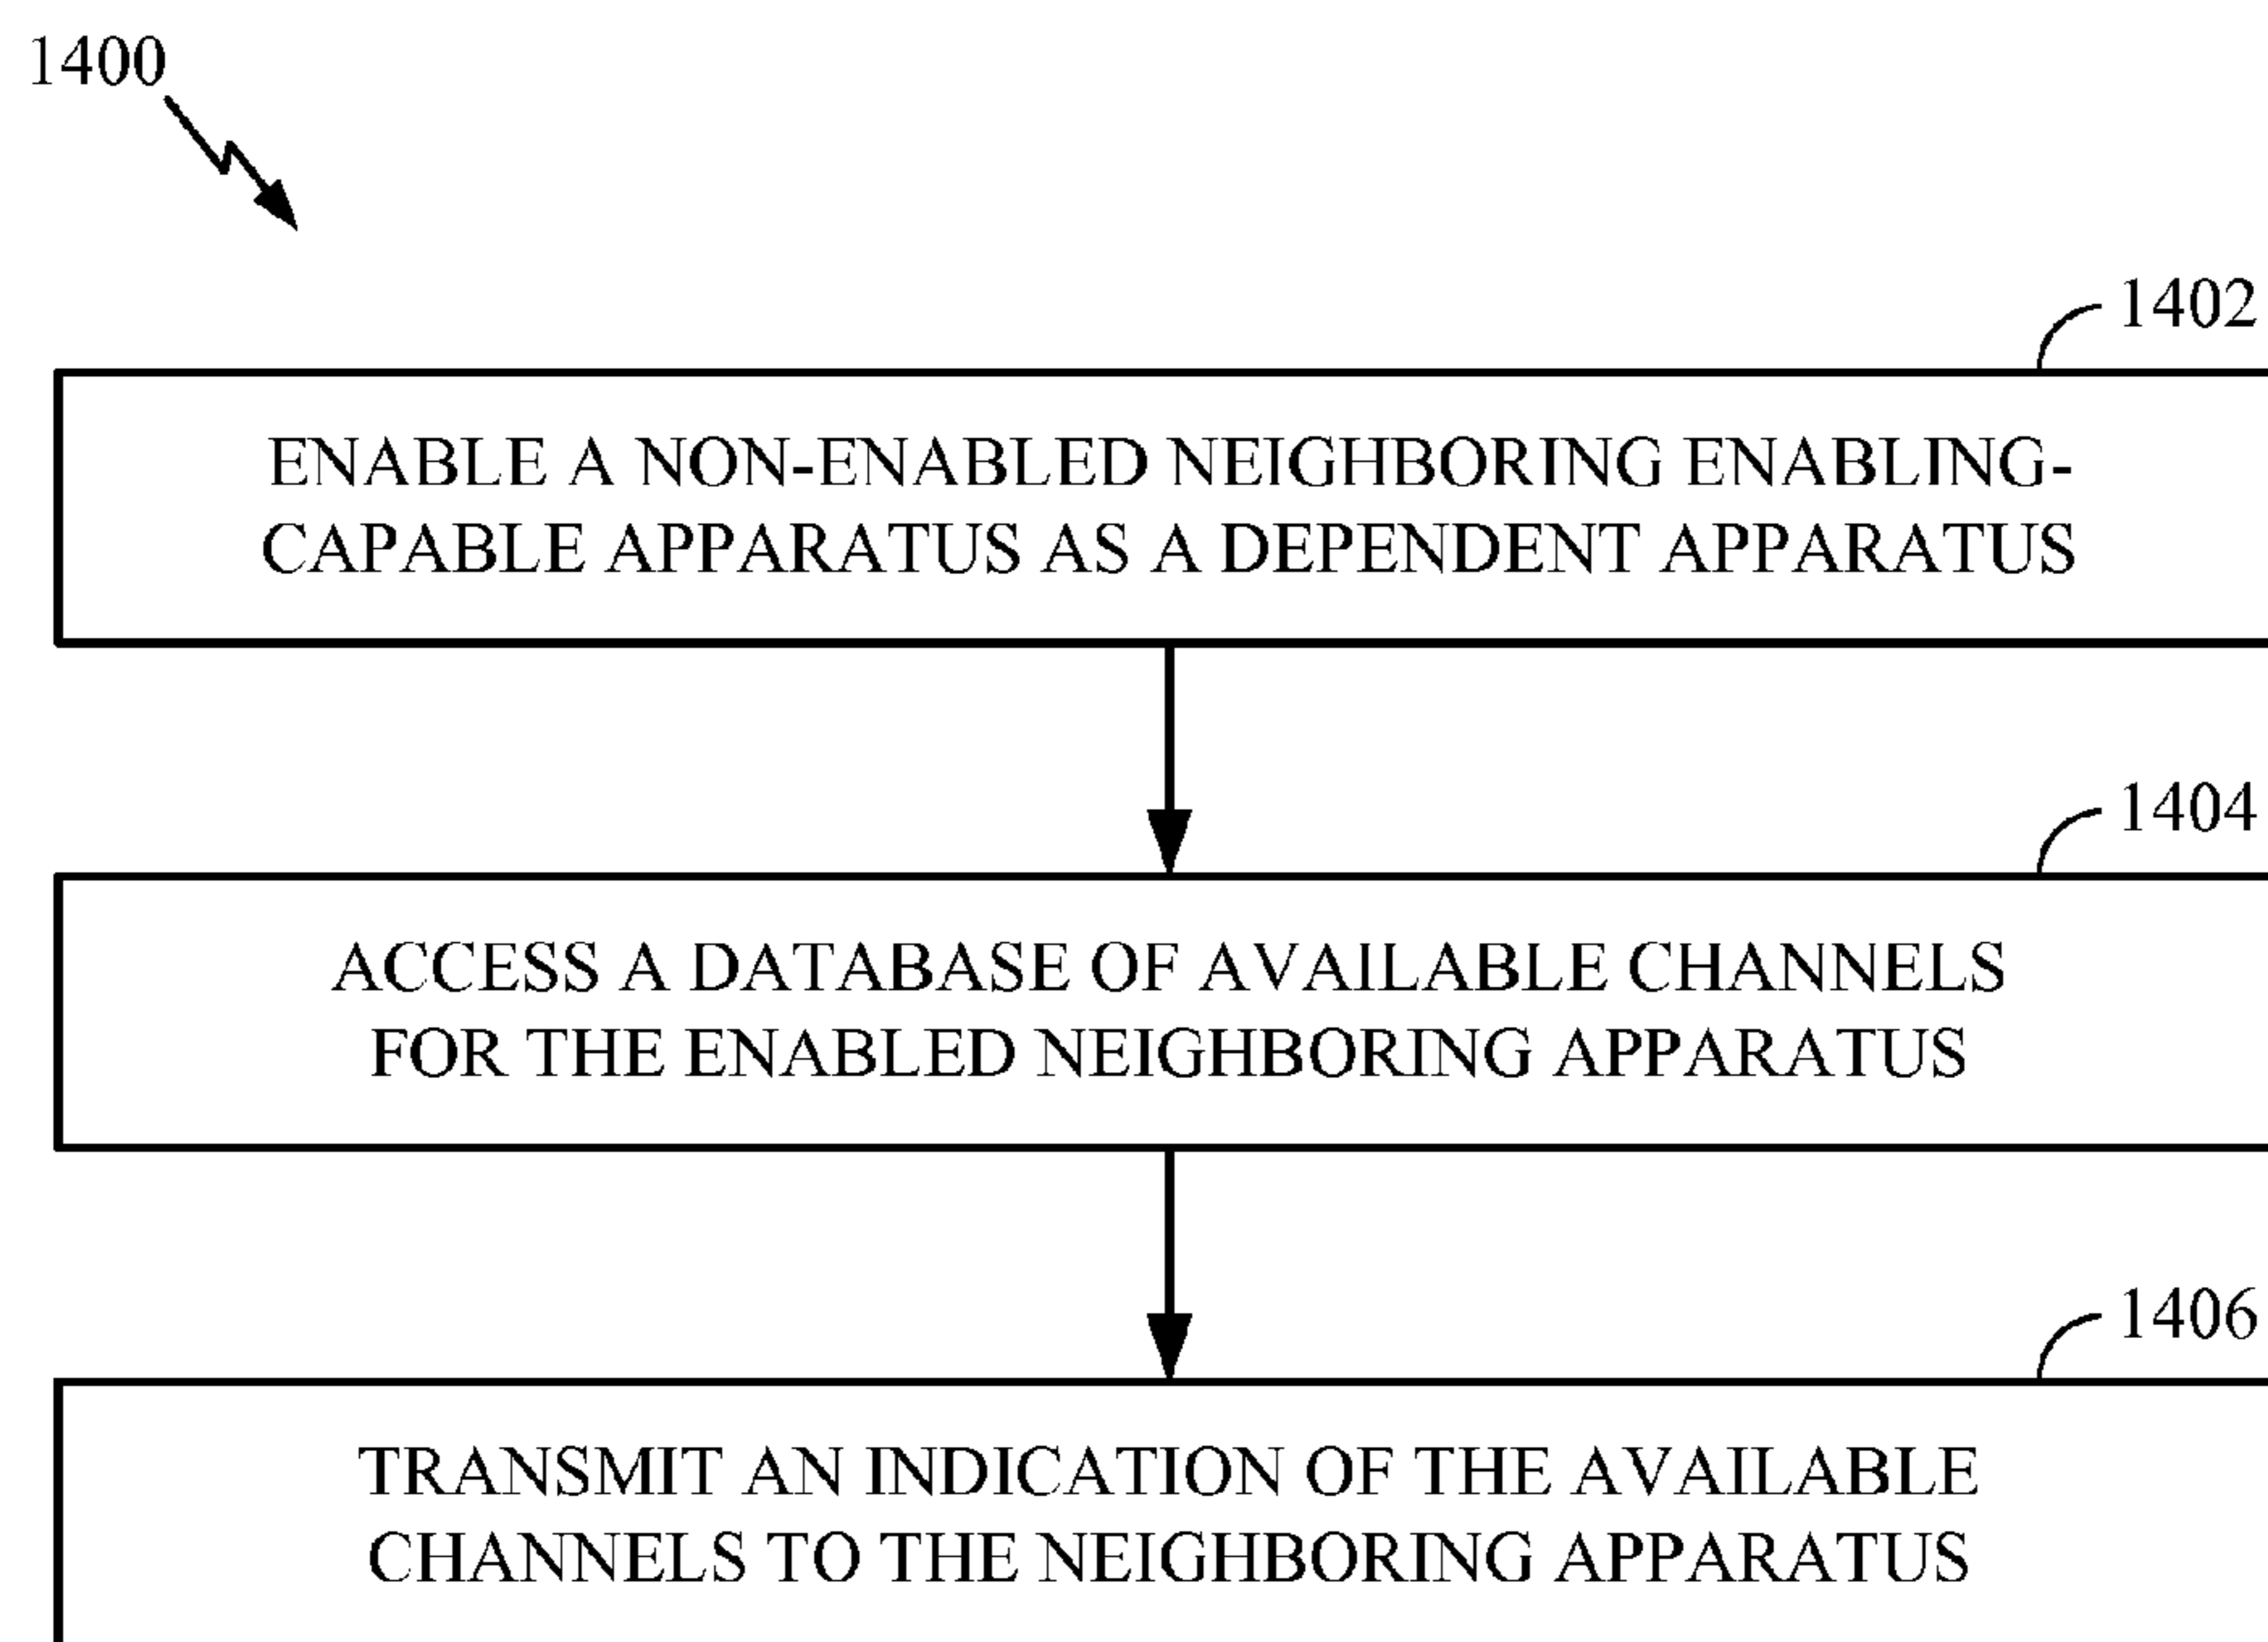 1400
1402
ENABLE A NON-ENABLED NEIGHBORING ENABLING-
CAPABLE APPARATUS AS A DEPENDENT APPARATUS
1404
ACCESS A DATABASE OF AVAILABLE CHANNELS
FOR THE ENABLED NEIGHBORING APPARATUS
1406
TRANSMIT AN INDICATION OF THE AVAILABLE
CHANNELS TO THE NEIGHBORING APPARATUS